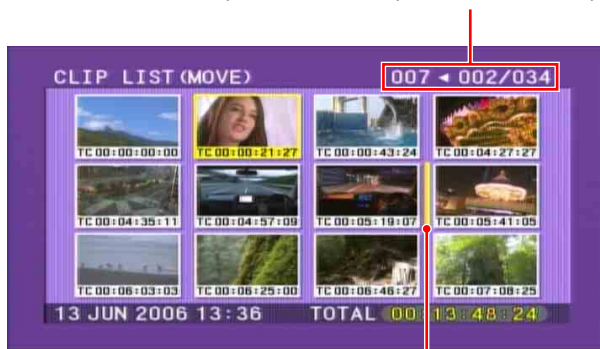 CLIP LIST(MOVE) 007 ◄ 002/034
TC 00:00:00:00 TC 00:00:21:27 TC 00:00:43:24 TC 00:04:27:27
TC 00:04:35:11 TC 00:04:57:09 TC 00:05:19:07 TC 00:05:41:05
TC 00:06:03:03 TC 00:06:25:00 TC 00:06:46:27 TC 00:07:08:25
13 JUN 2006 13:36 TOTAL 00:13:48:24